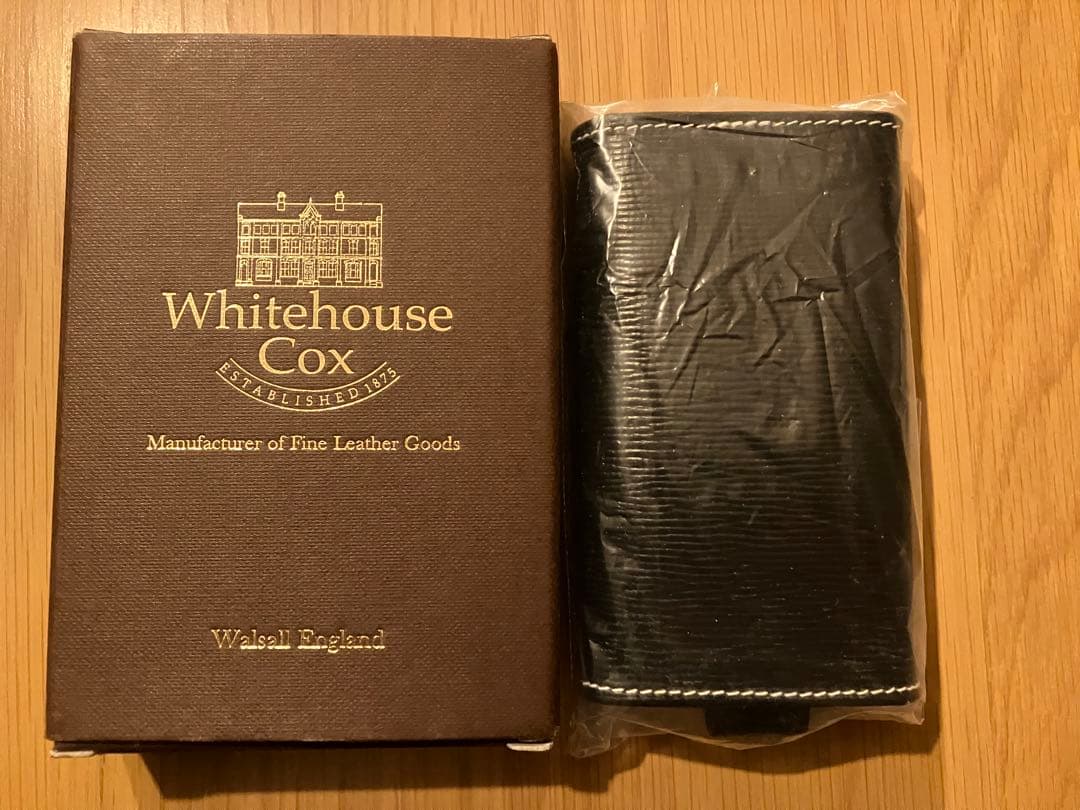 Whitehouse
Cox
ESTABLISHED 1875
Manufacturer of Fine Leather Goods
Walsall England